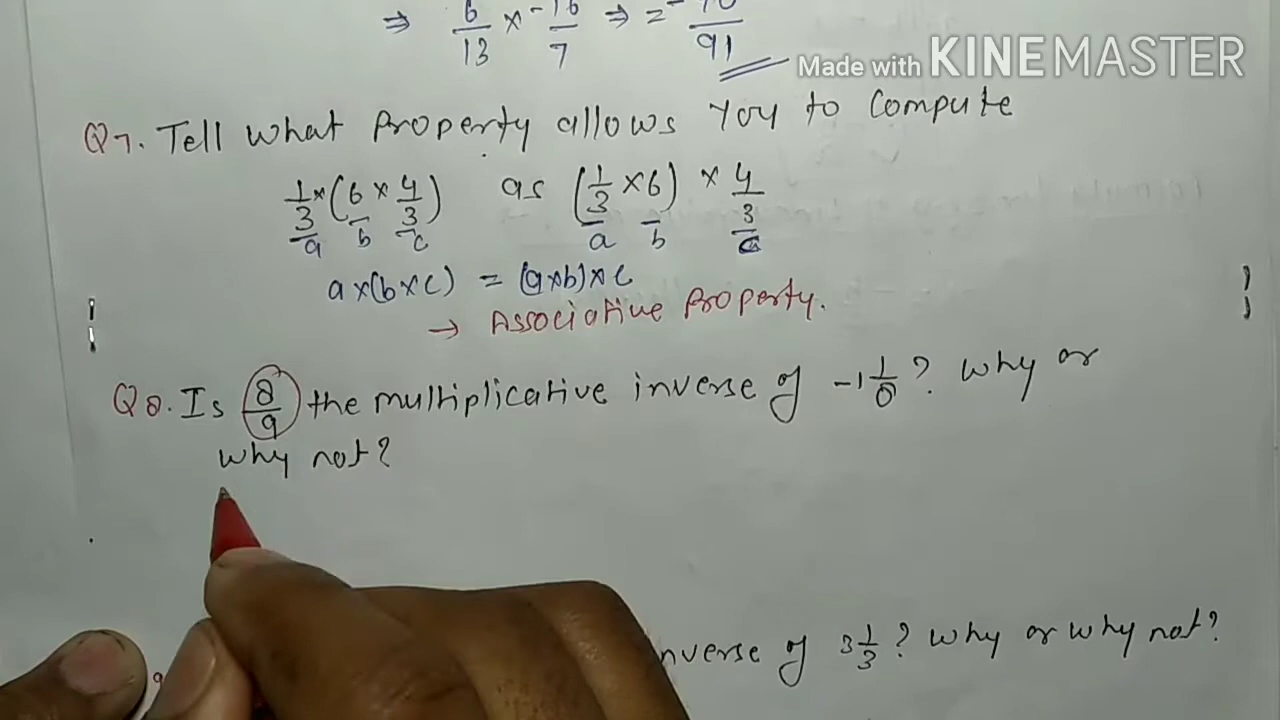 ⇒ 6/13 × -16/7 ⇒ = /91
Made with KINEMASTER
Q7. Tell what Property allows You to Compute
1/3 × (6 × 4/3) as (1/3 × 6) × 4/3
a b c a b c
a×(b×c) = (a×b)×c
→ Associative Property.
Q8. Is 8/9 the multiplicative inverse of -1 1/8? Why or
why not?
nverse of 3 1/3? Why or why not?